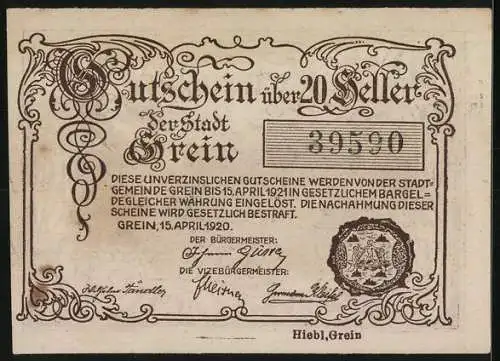 Gutschein über 20 Heller
der Stadt
Grein
39590
DIESE UNVERZINSLICHEN GUTSCHEINE WERDEN VON DER STADT-
GEMEINDE GREIN BIS 15. APRIL 1921 IN GESETZLICHEM BARGEL-
DE GLEICHER WÄHRUNG EINGELÖST. DIE NACHAHMUNG DIESER
SCHEINE WIRD GESETZLICH BESTRAFT.
GREIN, 15. APRIL 1920.
DER BÜRGERMEISTER:
DIE VIZEBÜRGERMEISTER:
Hiebl, Grein